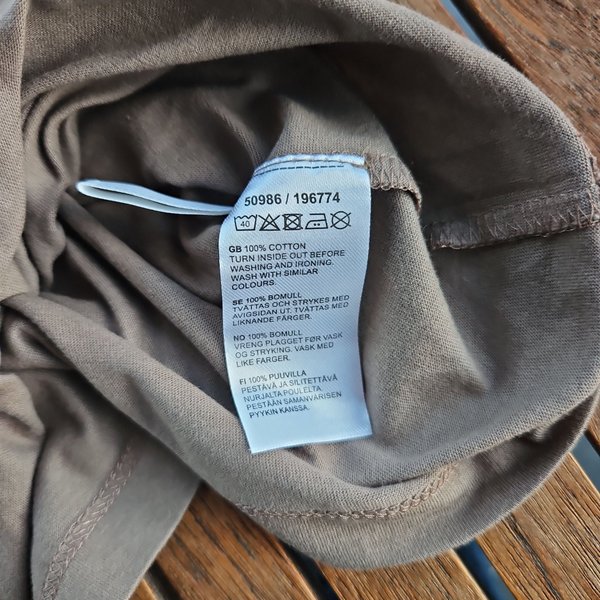 50986 / 196774
40
GB 100% COTTON
TURN INSIDE OUT BEFORE
WASHING AND IRONING.
WASH WITH SIMILAR
COLOURS.
SE 100% BOMULL
TVÄTTAS OCH STRYKES MED
AVIGSIDAN UT. TVÄTTAS MED
LIKNANDE FÄRGER.
NO 100% BOMULL
VRENG PLAGGET FØR VASK
OG STRYKING. VASK MED
LIKE FARGER.
FI 100% PUUVILLA
PESTÄVÄ JA SILITETTÄVÄ
NURJALTA PUOLELTA
PESTÄÄN SAMANVÄRISEN
PYYKIN KANSSA.